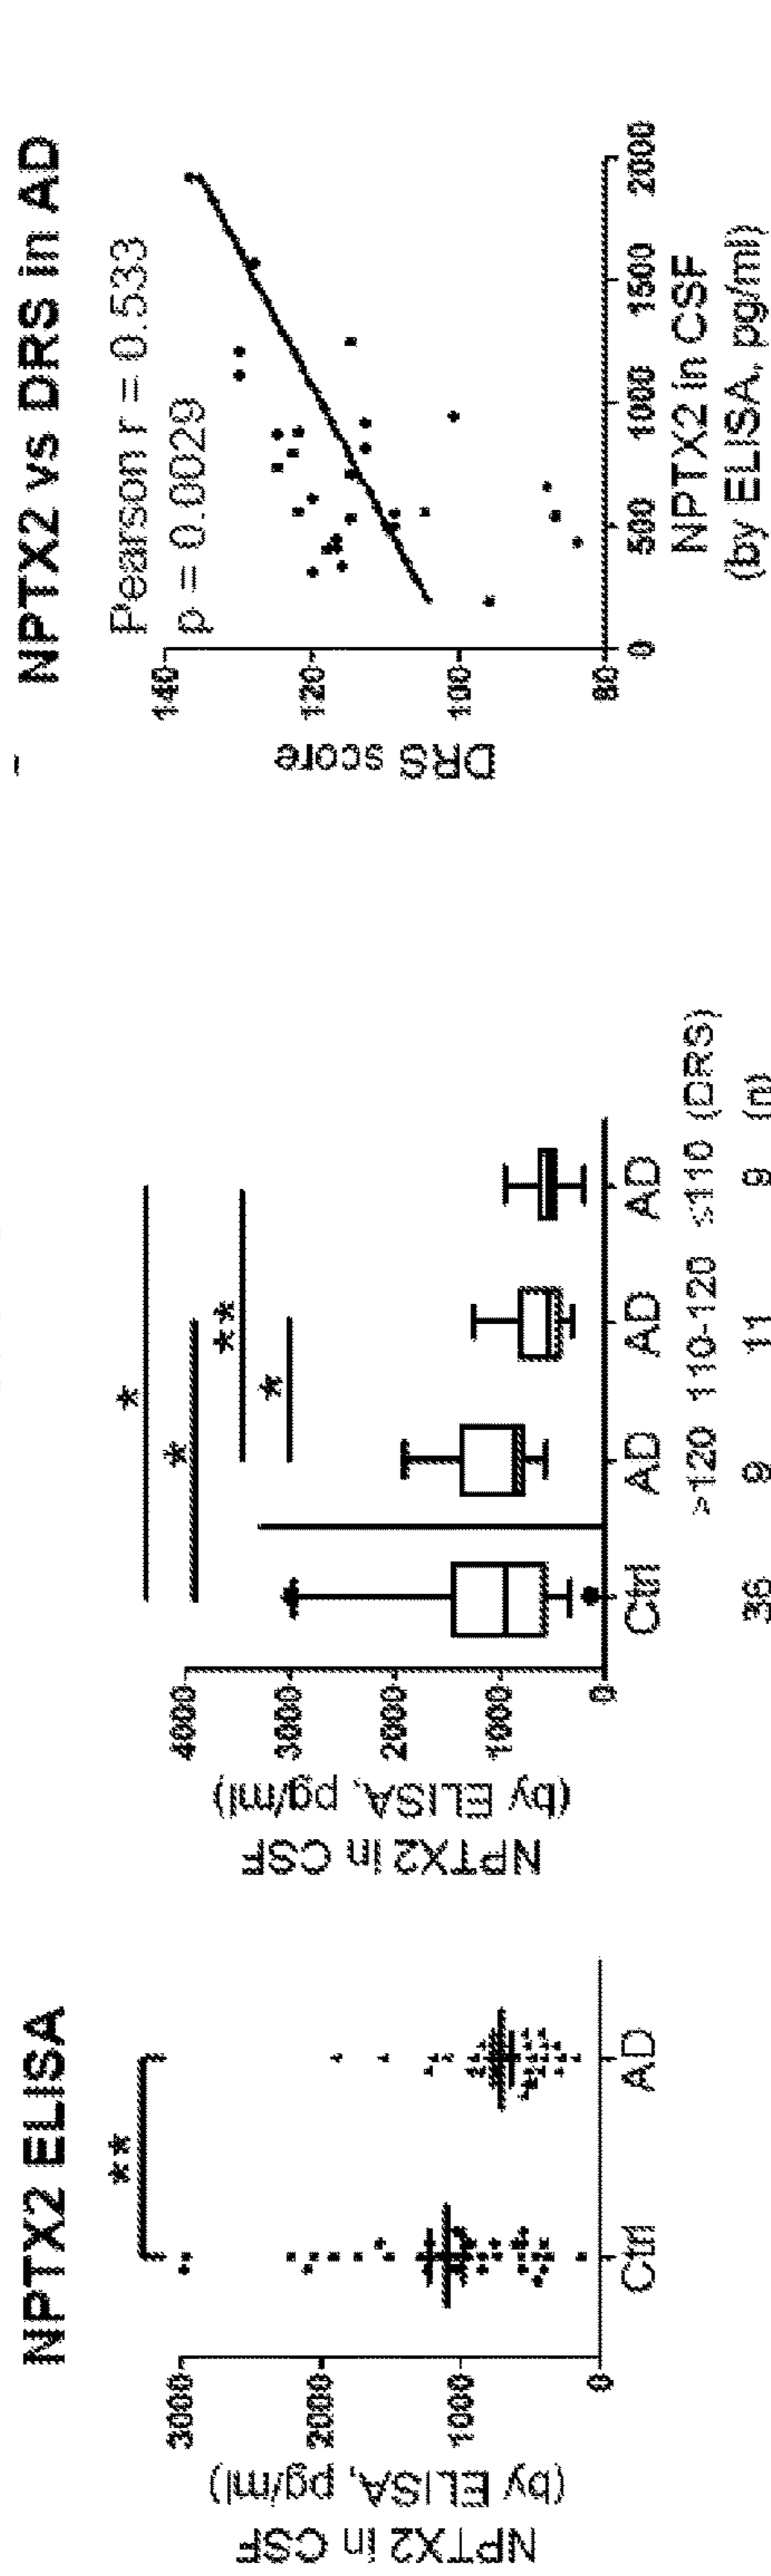 NPTX2 ELISA
**
NPTX2 in CSF
(by ELISA, pg/ml)
3000
2000
1000
0
Ctrl
AD
*
*
**
*
NPTX2 in CSF
(by ELISA, pg/ml)
4000
3000
2000
1000
0
Ctrl AD AD AD
>120 110-120 ≤110 (DRS)
36 9 11 9 (n)
NPTX2 vs DRS in AD
Pearson r = 0.533
p = 0.0029
DRS score
140
120
100
80
0 500 1000 1500 2000
NPTX2 in CSF
(by ELISA, pg/ml)